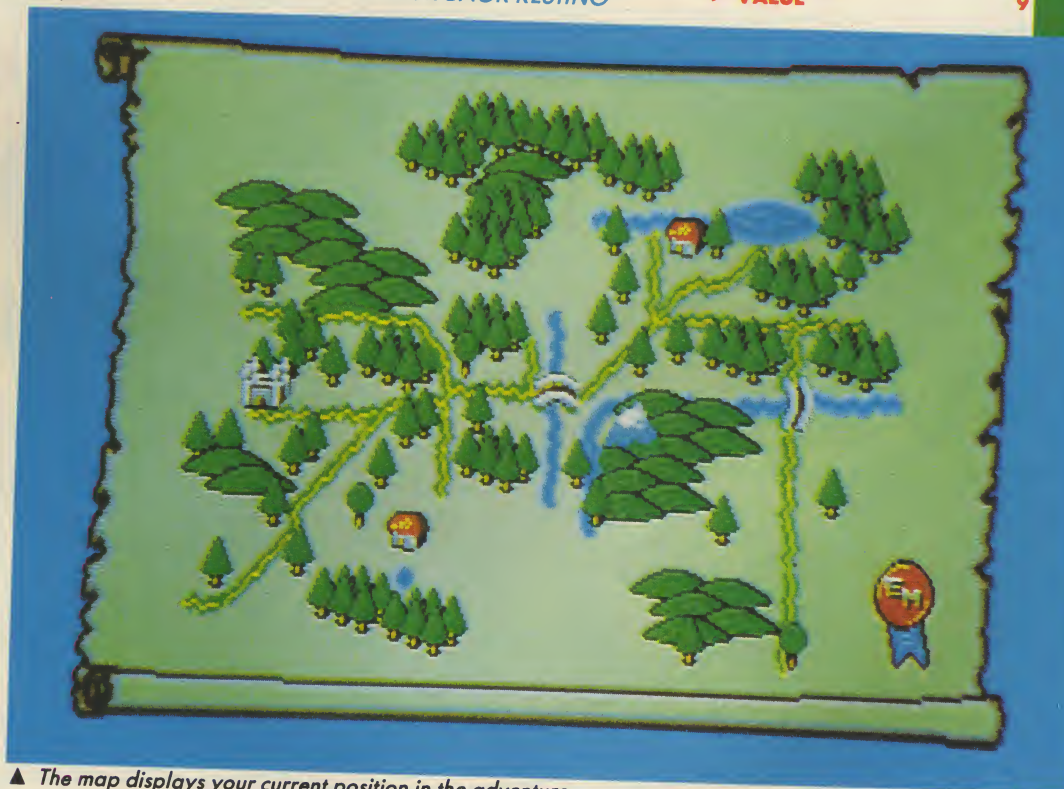 VALUE 9
EM
▲ The map displays your current position in the adventure